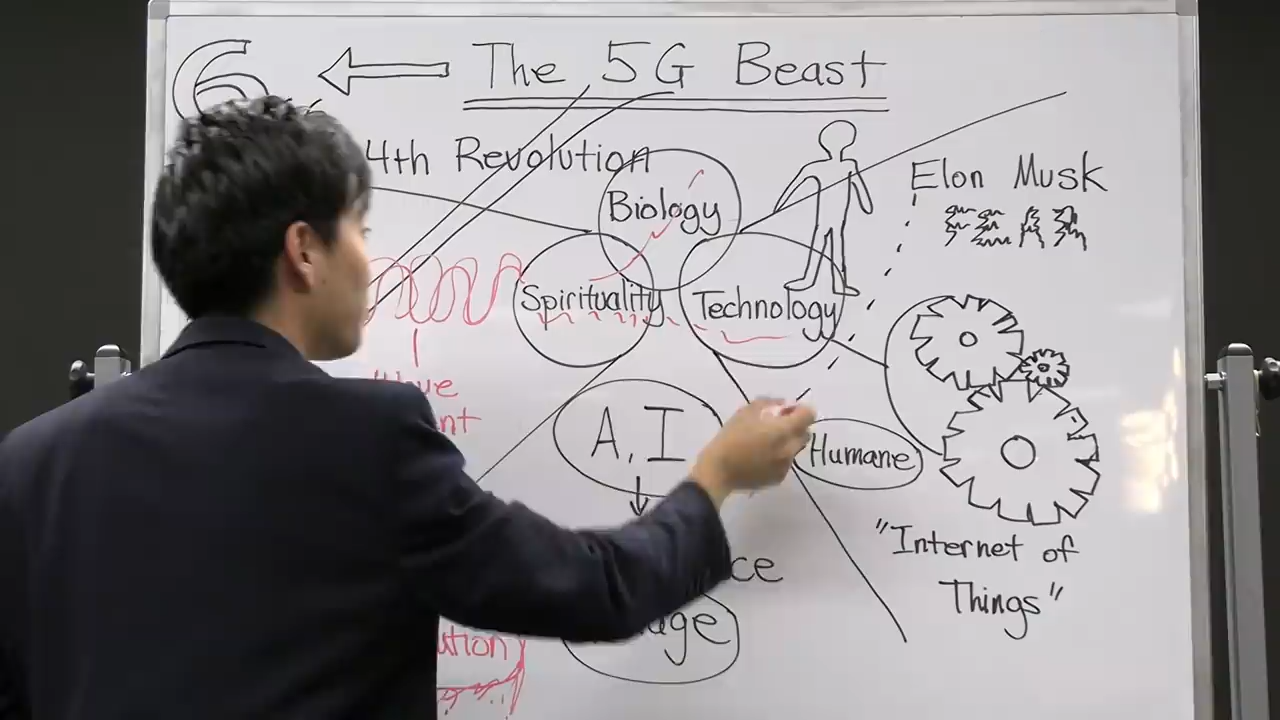 6 The 5G Beast
4th Revolution
Biology
Elon Musk
Spirituality
Technology
A, I
Humane
"Internet of
Things"